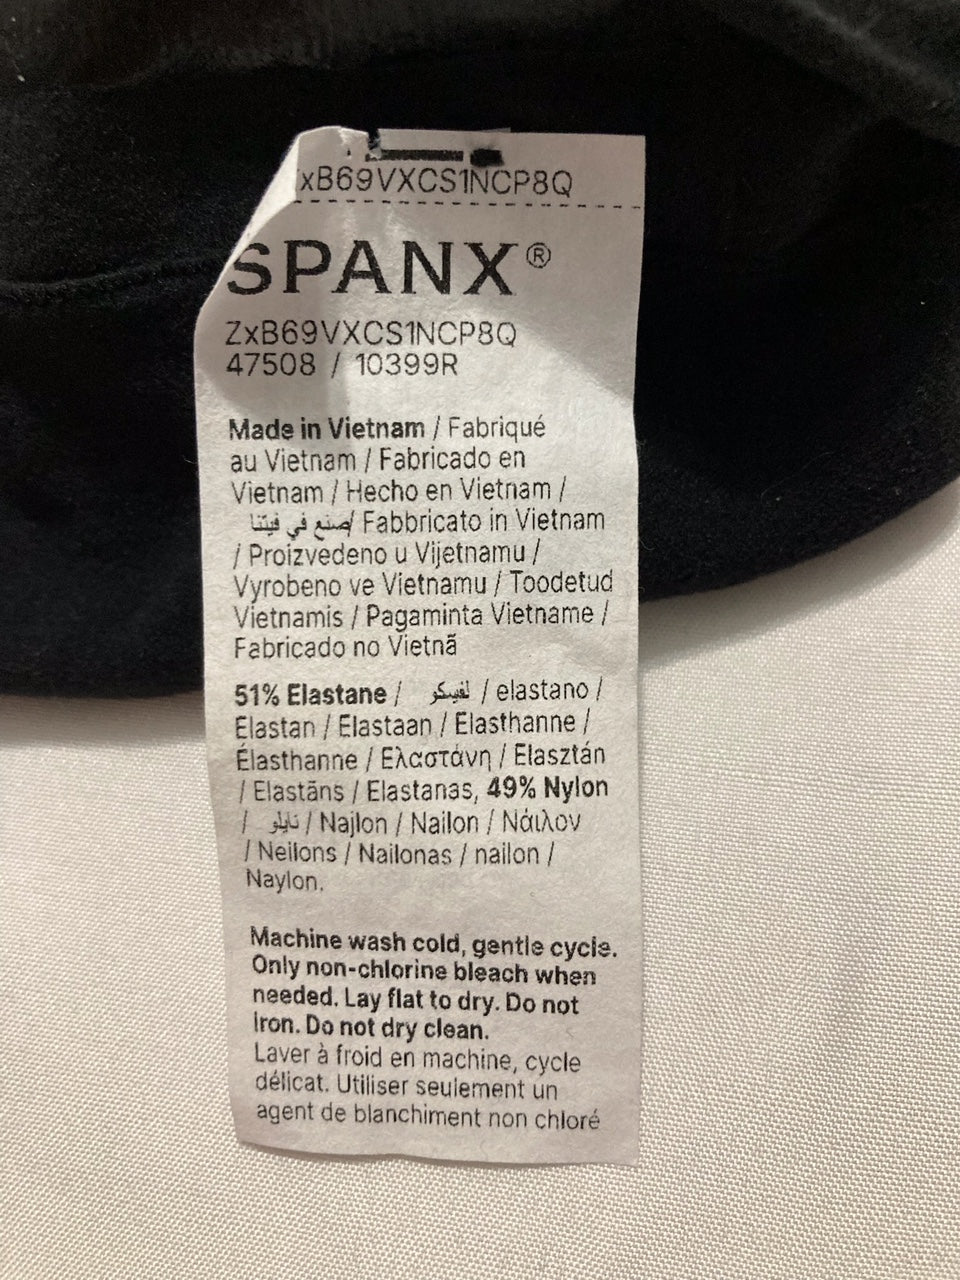 xB69VXCS1NCP8Q
SPANX®
ZxB69VXCS1NCP8Q
47508 / 10399R
Made in Vietnam / Fabriqué
au Vietnam / Fabricado en
Vietnam / Hecho en Vietnam /
صنع في فيتنا / Fabbricato in Vietnam
/ Proizvedeno u Vijetnamu /
Vyrobeno ve Vietnamu / Toodetud
Vietnamis / Pagaminta Vietname /
Fabricado no Vietnã
51% Elastane / / elastano /
Elastan / Elastaan / Elasthanne /
Élasthanne / Ελαστάνη / Elasztán
/ Elastāns / Elastanas, 49% Nylon
/ نايلو / Najlon / Nailon / Νάιλον
/ Neilons / Nailonas / nailon /
Naylon.
Machine wash cold, gentle cycle.
Only non-chlorine bleach when
needed. Lay flat to dry. Do not
Iron. Do not dry clean.
Laver à froid en machine, cycle
délicat. Utiliser seulement un
agent de blanchiment non chloré